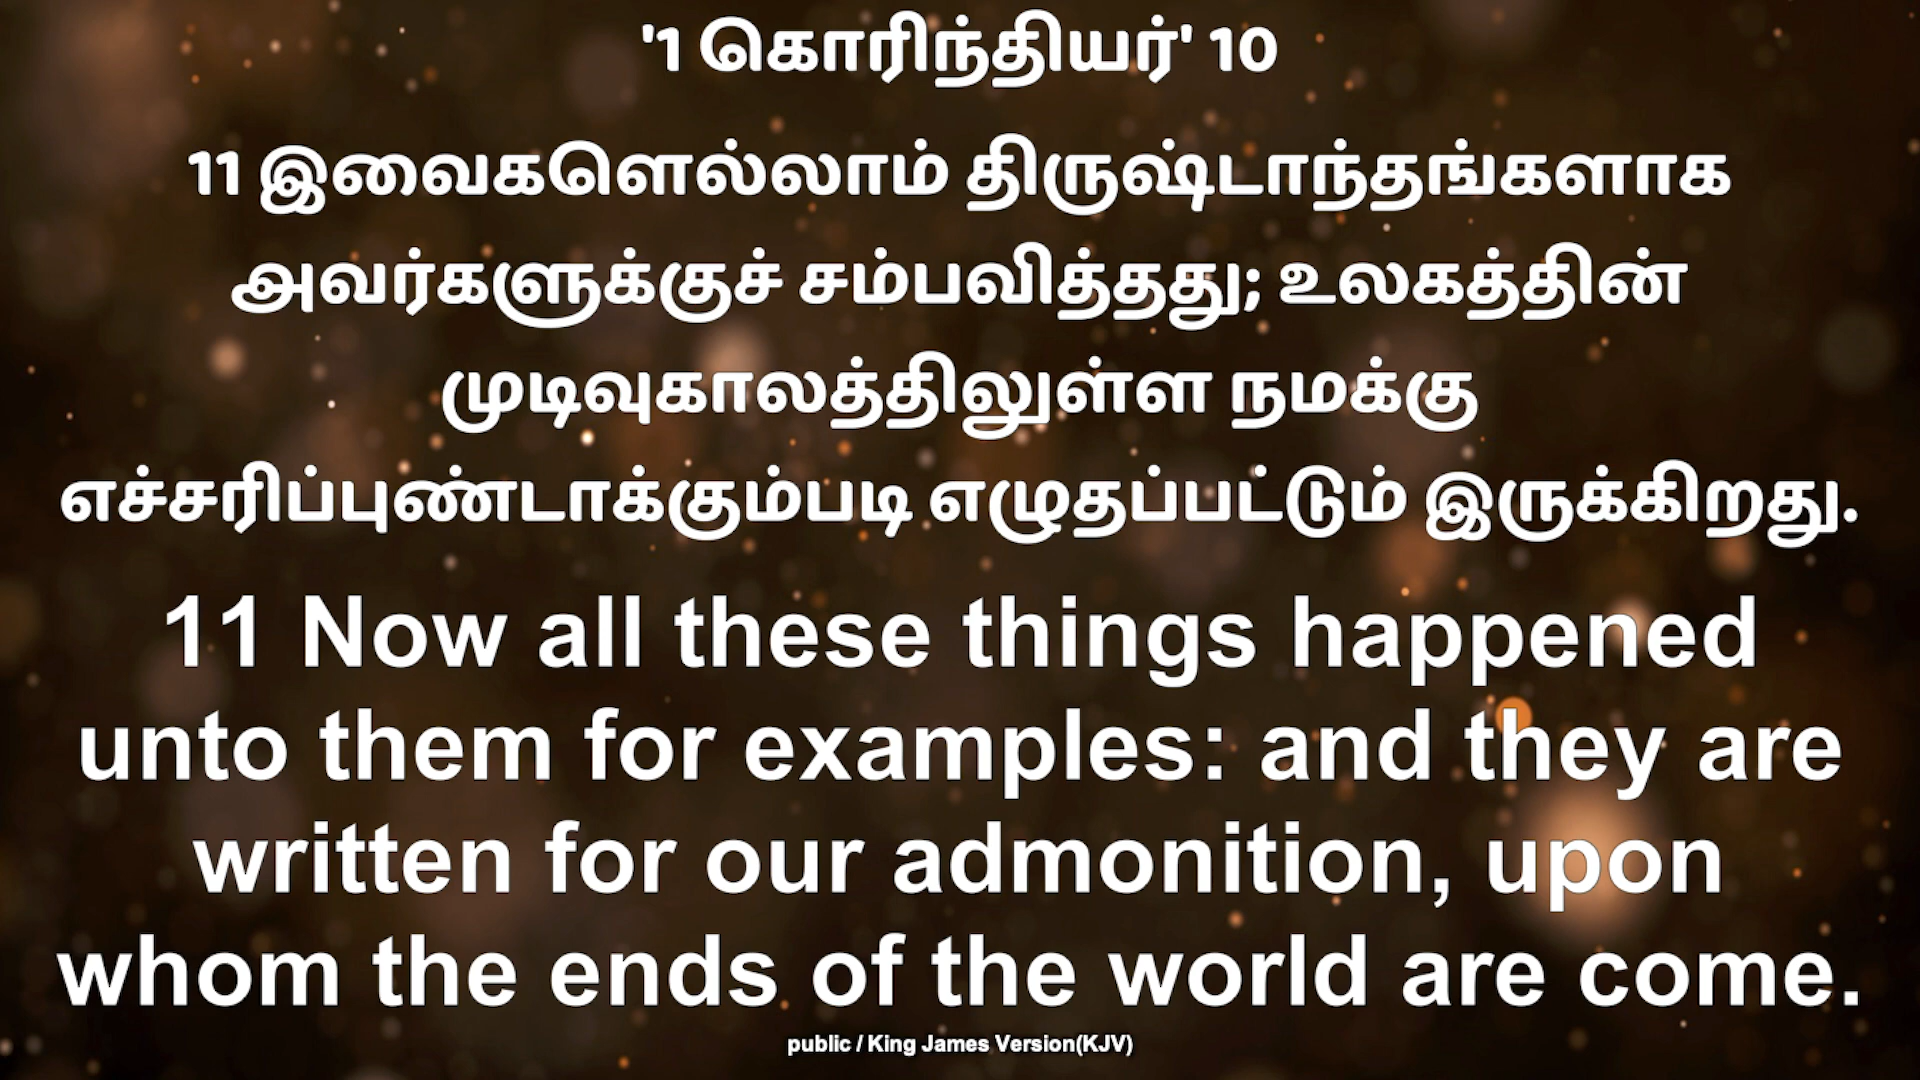 '1 கொரிந்தியர்' 10
11 இவைகளெல்லாம் திருஷ்டாந்தங்களாக
அவர்களுக்குச் சம்பவித்தது; உலகத்தின்
முடிவுகாலத்திலுள்ள நமக்கு
எச்சரிப்புண்டாக்கும்படி எழுதப்பட்டும் இருக்கிறது.
11 Now all these things happened
unto them for examples: and they are
written for our admonition, upon
whom the ends of the world are come.
public / King James Version(KJV)